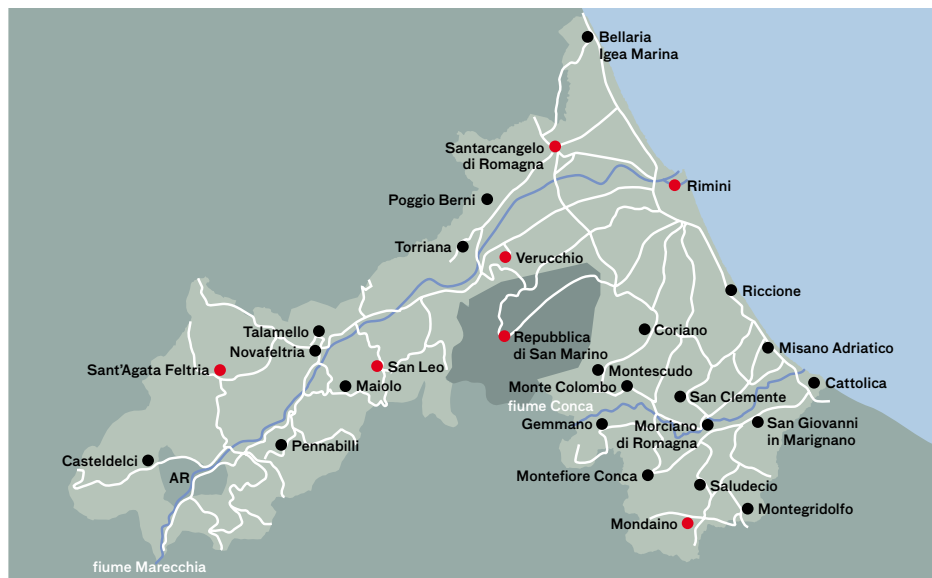 Bellaria
Igea Marina
Santarcangelo
di Romagna
Rimini
Poggio Berni
Torriana
Verucchio
Riccione
Talamello
Novafeltria
Repubblica
di San Marino
Coriano
Misano Adriatico
Sant'Agata Feltria
San Leo
Maiolo
Montescudo
Monte Colombo
Cattolica
San Clemente
fiume Conca
Gemmano
Morciano
di Romagna
San Giovanni
in Marignano
Pennabilli
Casteldelci
AR
Montefiore Conca
Saludecio
Montegridolfo
Mondaino
fiume Marecchia